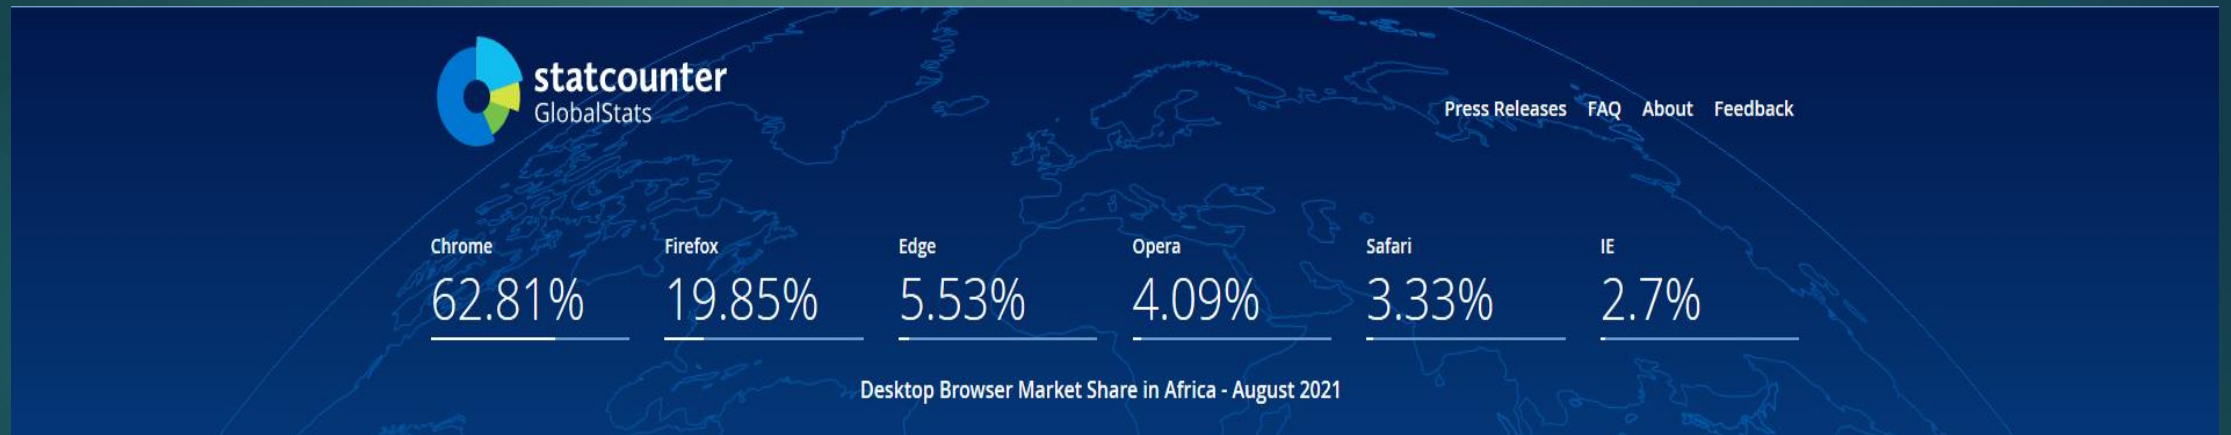 statcounter
GlobalStats
Press Releases FAQ About Feedback
Chrome Firefox Edge Opera Safari IE
62.81% 19.85% 5.53% 4.09% 3.33% 2.7%
Desktop Browser Market Share in Africa - August 2021